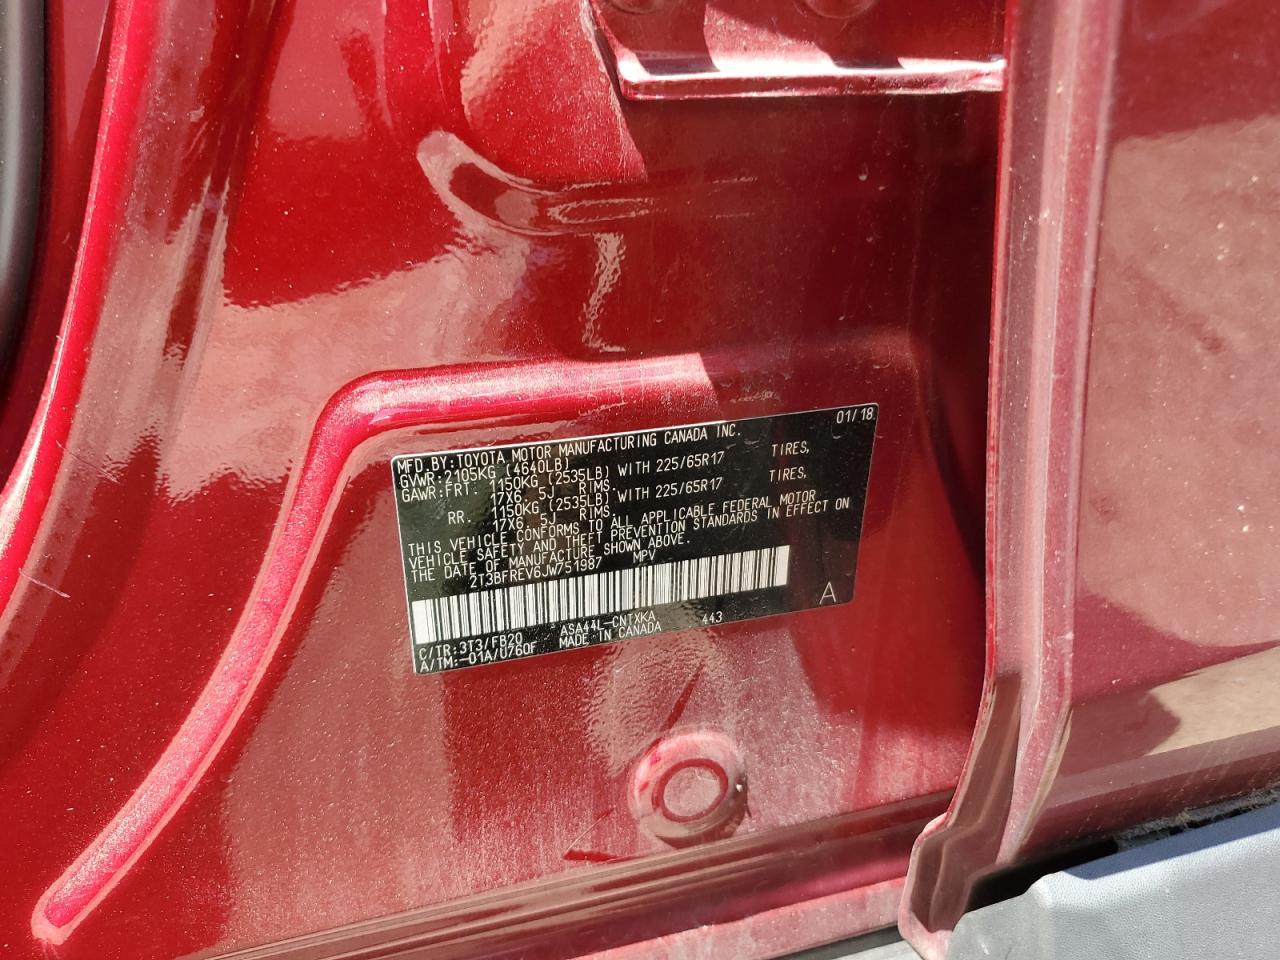 01/18
MFD.BY:TOYOTA MOTOR MANUFACTURING CANADA INC.
GVWR:2105KG (4640LB)
GAWR:FRT. 1150KG (2535LB) WITH 225/65R17 TIRES,
17X6.5J RIMS.
RR. 1150KG (2535LB) WITH 225/65R17 TIRES,
17X6.5J RIMS.
THIS VEHICLE CONFORMS TO ALL APPLICABLE FEDERAL MOTOR
VEHICLE SAFETY AND THEFT PREVENTION STANDARDS IN EFFECT ON
THE DATE OF MANUFACTURE SHOWN ABOVE.
2T3BFREV6JW751987 MPV
A
C/TR:3T3/FB20 ASA44L-CNTXKA 443
A/TM:-01A/U760F MADE IN CANADA